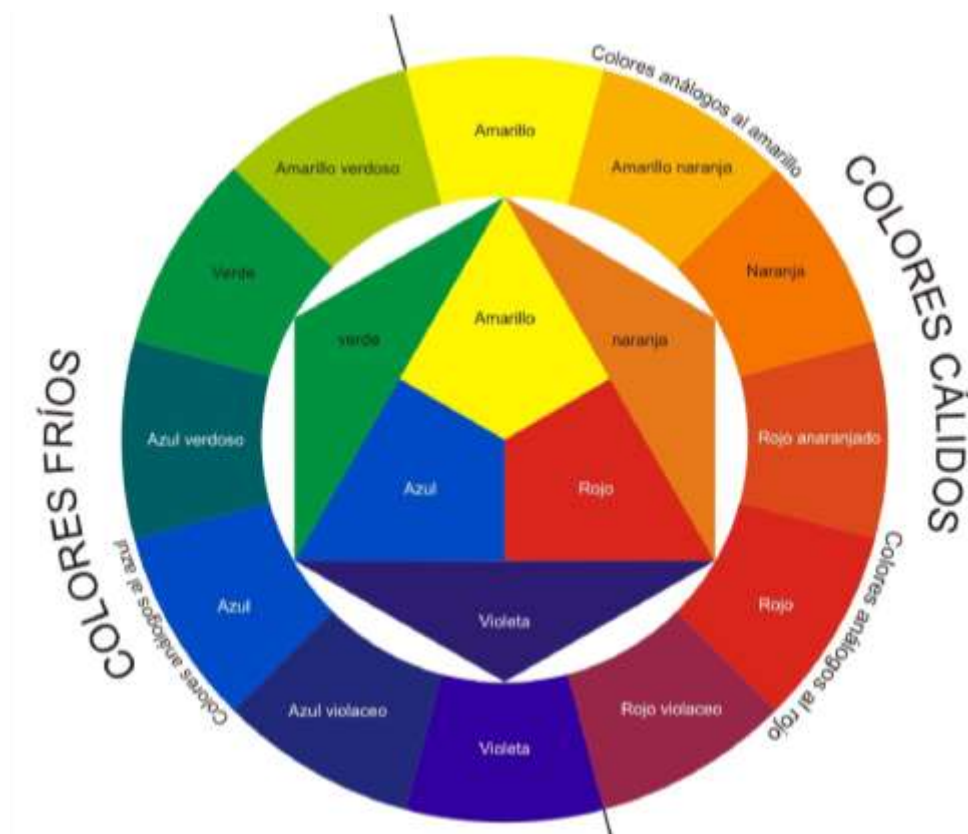 Colores análogos al amarillo
COLORES CÁLIDOS
Amarillo
Amarillo naranja
Naranja
Rojo anaranjado
Rojo
Rojo violaceo
Violeta
Azul violaceo
Azul
Azul verdoso
Verde
Amarillo verdoso
verde
Amarillo
naranja
Azul
Rojo
Violeta
COLORES FRÍOS
Colores análogos al azul
Colores análogos al rojo